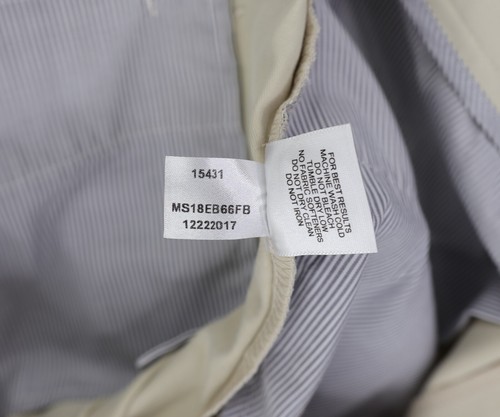 15431
MS18EB66FB
12222017
FOR BEST RESULTS
MACHINE WASH COLD
DO NOT BLEACH
TUMBLE DRY LOW
NO FABRIC SOFTENERS
DO NOT DRY CLEAN
DO NOT IRON